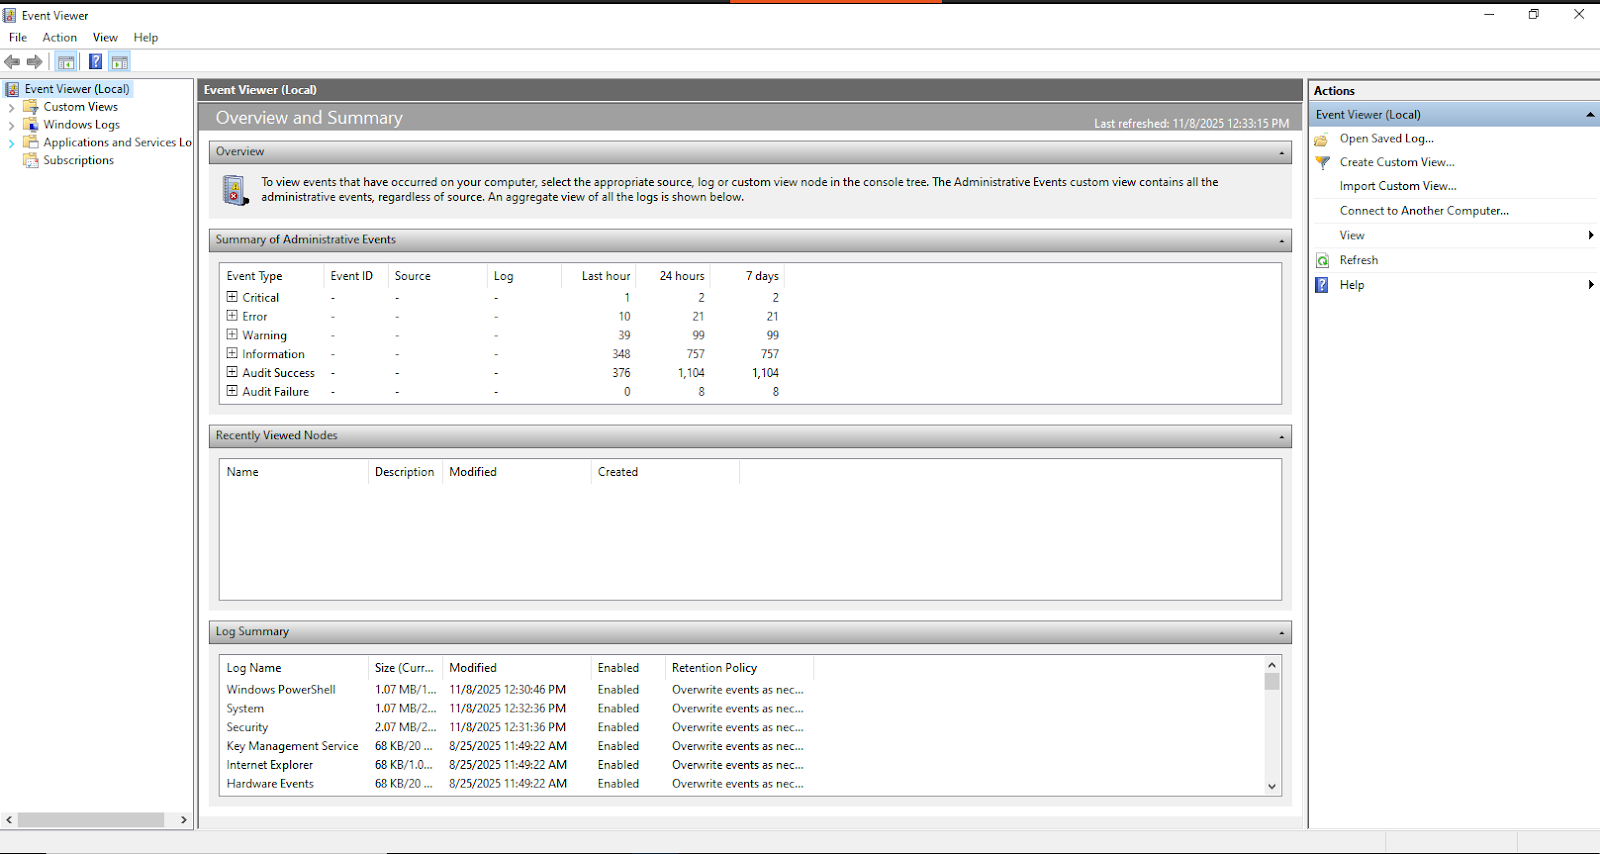 Event Viewer
File Action View Help
Event Viewer (Local)
Custom Views
Windows Logs
Applications and Services Lo
Subscriptions
Event Viewer (Local)
Overview and Summary
Last refreshed: 11/8/2025 12:33:15 PM
Overview
To view events that have occurred on your computer, select the appropriate source, log or custom view node in the console tree. The Administrative Events custom view contains all the
administrative events, regardless of source. An aggregate view of all the logs is shown below.
Summary of Administrative Events
Event Type Event ID Source Log Last hour 24 hours 7 days
Critical - - - 1 2 2
Error - - - 10 21 21
Warning - - - 39 99 99
Information - - - 348 757 757
Audit Success - - - 376 1,104 1,104
Audit Failure - - - 0 8 8
Recently Viewed Nodes
Name Description Modified Created
Log Summary
Log Name Size (Curr... Modified Enabled Retention Policy
Windows PowerShell 1.07 MB/1... 11/8/2025 12:30:46 PM Enabled Overwrite events as nec...
System 1.07 MB/2... 11/8/2025 12:32:36 PM Enabled Overwrite events as nec...
Security 2.07 MB/2... 11/8/2025 12:31:36 PM Enabled Overwrite events as nec...
Key Management Service 68 KB/20 ... 8/25/2025 11:49:22 AM Enabled Overwrite events as nec...
Internet Explorer 68 KB/1.0... 8/25/2025 11:49:22 AM Enabled Overwrite events as nec...
Hardware Events 68 KB/20 ... 8/25/2025 11:49:22 AM Enabled Overwrite events as nec...
Actions
Event Viewer (Local)
Open Saved Log...
Create Custom View...
Import Custom View...
Connect to Another Computer...
View
Refresh
Help